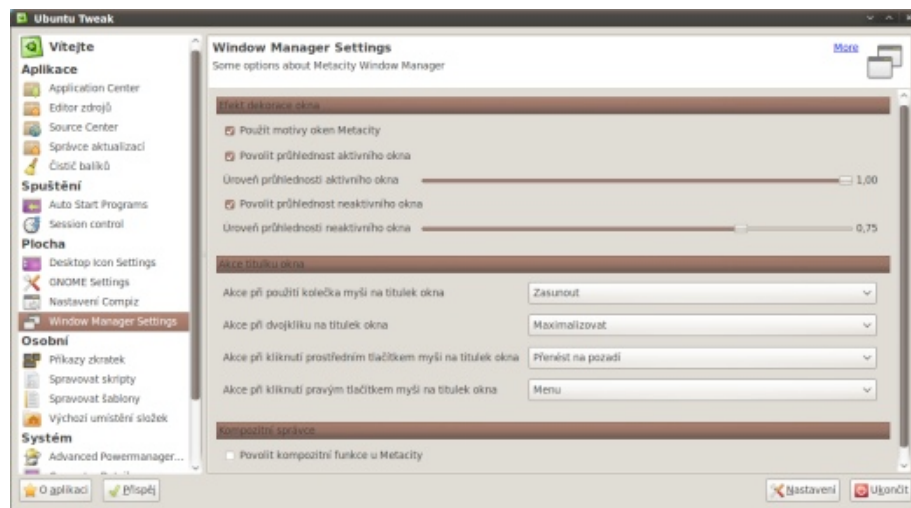 Ubuntu Tweak
Vítejte
Aplikace
Application Center
Editor zdrojů
Source Center
Správce aktualizací
Čistič balíků
Spuštění
Auto Start Programs
Session control
Plocha
Desktop Icon Settings
GNOME Settings
Nastavení Compiz
Window Manager Settings
Osobní
Příkazy zkratek
Spravovat skripty
Spravovat šablony
Výchozí umístění složek
Systém
Advanced Powermanager...
Window Manager Settings
More
Some options about Metacity Window Manager
Efekt dekorace okna
Použít motivy oken Metacity
Povolit průhlednost aktivního okna
Úroveň průhlednosti aktivního okna 1,00
Povolit průhlednost neaktivního okna
Úroveň průhlednosti neaktivního okna 0,75
Akce titulku okna
Akce při použití kolečka myši na titulek okna Zasunout
Akce při dvojkliku na titulek okna Maximalizovat
Akce při kliknutí prostředním tlačítkem myši na titulek okna Přenést na pozadí
Akce při kliknutí pravým tlačítkem myši na titulek okna Menu
Kompozitní správce
Povolit kompozitní funkce u Metacity
O aplikaci
Přispěj
Nastavení
Ukončit